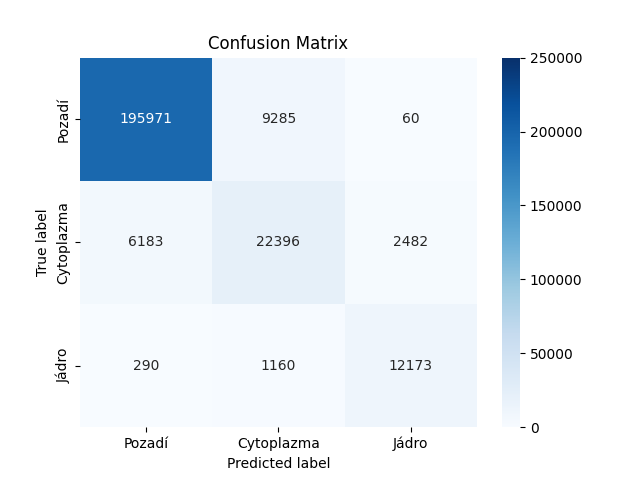 Confusion Matrix
True label
Pozadí
195971 9285 60
Cytoplazma
6183 22396 2482
Jádro
290 1160 12173
Pozadí Cytoplazma Jádro
Predicted label
250000
200000
150000
100000
50000
0